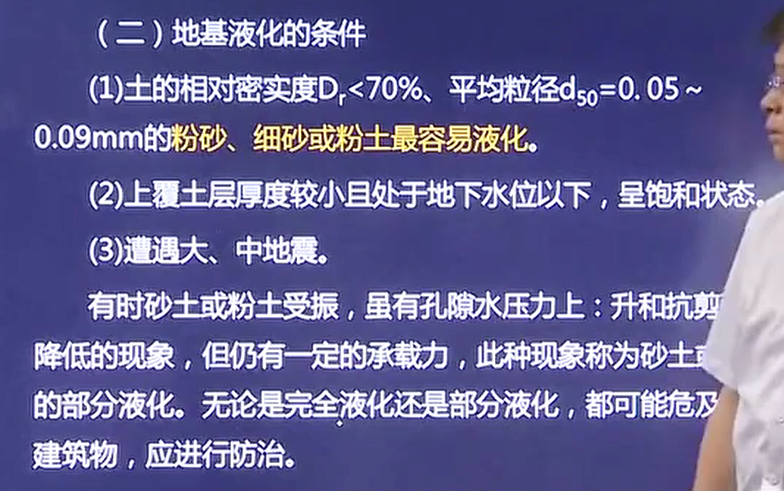 （二）地基液化的条件
(1)土的相对密实度Dr<70%、平均粒径d50=0.05～
0.09mm的粉砂、细砂或粉土最容易液化。
(2)上覆土层厚度较小且处于地下水位以下，呈饱和状态。
(3)遭遇大、中地震。
有时砂土或粉土受振，虽有孔隙水压力上：升和抗剪
降低的现象，但仍有一定的承载力，此种现象称为砂土
的部分液化。无论是完全液化还是部分液化，都可能危及
建筑物，应进行防治。